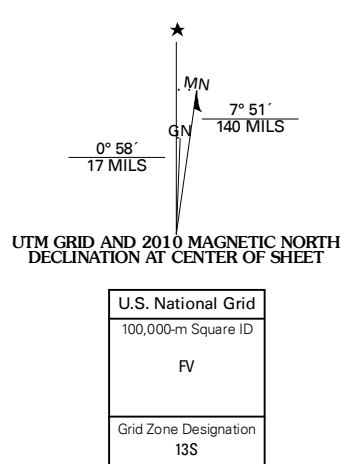 ★
MN
7° 51´
140 MILS
GN
0° 58´
17 MILS
UTM GRID AND 2010 MAGNETIC NORTH
DECLINATION AT CENTER OF SHEET
U.S. National Grid
100,000-m Square ID
FV
Grid Zone Designation
13S